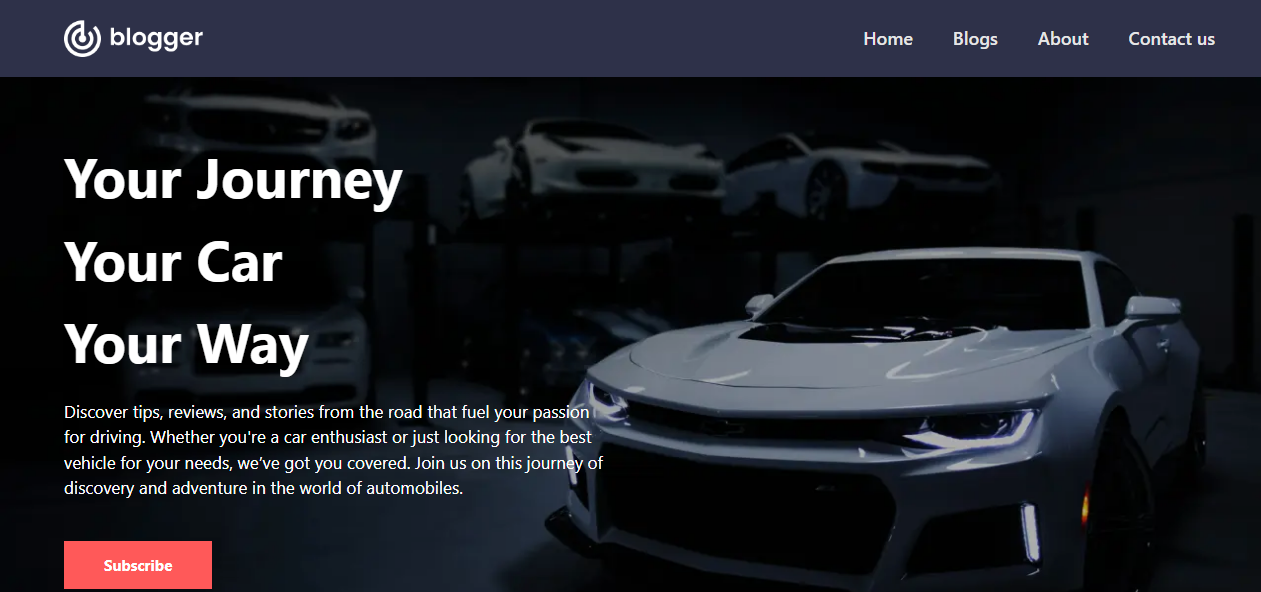 blogger
Home Blogs About Contact us
Your Journey
Your Car
Your Way
Discover tips, reviews, and stories from the road that fuel your passion
for driving. Whether you're a car enthusiast or just looking for the best
vehicle for your needs, we’ve got you covered. Join us on this journey of
discovery and adventure in the world of automobiles.
Subscribe